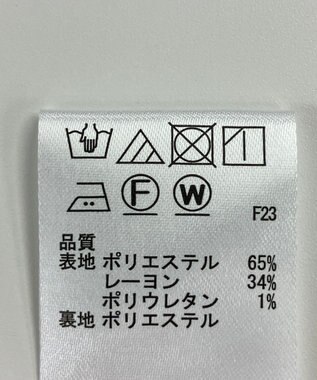 F W
F23
品質
表地 ポリエステル 65%
レーヨン 34%
ポリウレタン 1%
裏地 ポリエステル